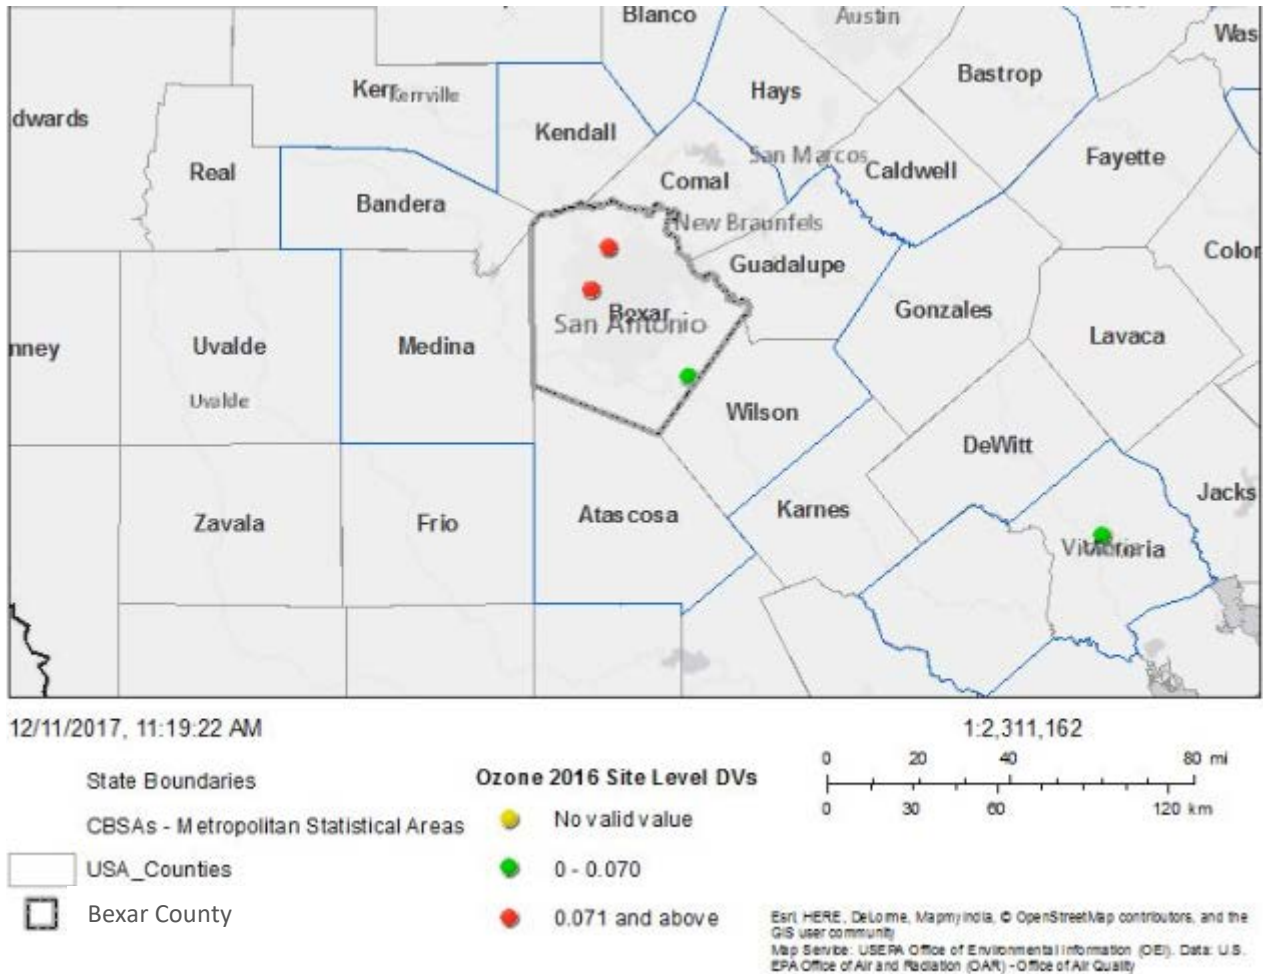 Blanco
Austin
Was
Bastrop
Hays
Kerr
Kerrville
dwards
Kendall
San Marcos
Fayette
Real
Caldwell
Comal
Bandera
New Braunfels
Color
Guadalupe
Gonzales
Bexar
San Antonio
nney
Uvalde
Medina
Lavaca
Uvalde
Wilson
DeWitt
Jacks
Zavala
Frio
Atascosa
Karnes
Victoria
12/11/2017, 11:19:22 AM
1:2,311,162
0 20 40 80 mi
0 30 60 120 km
State Boundaries
CBSAs - Metropolitan Statistical Areas
USA_Counties
Bexar County
Ozone 2016 Site Level DVs
No valid value
0 - 0.070
0.071 and above
Esri, HERE, DeLorme, MapmyIndia, © OpenStreetMap contributors, and the
GIS user community
Map Service: USEPA Office of Environmental Information (OEI). Data: U.S.
EPA Office of Air and Radiation (OAR) - Office of Air Quality